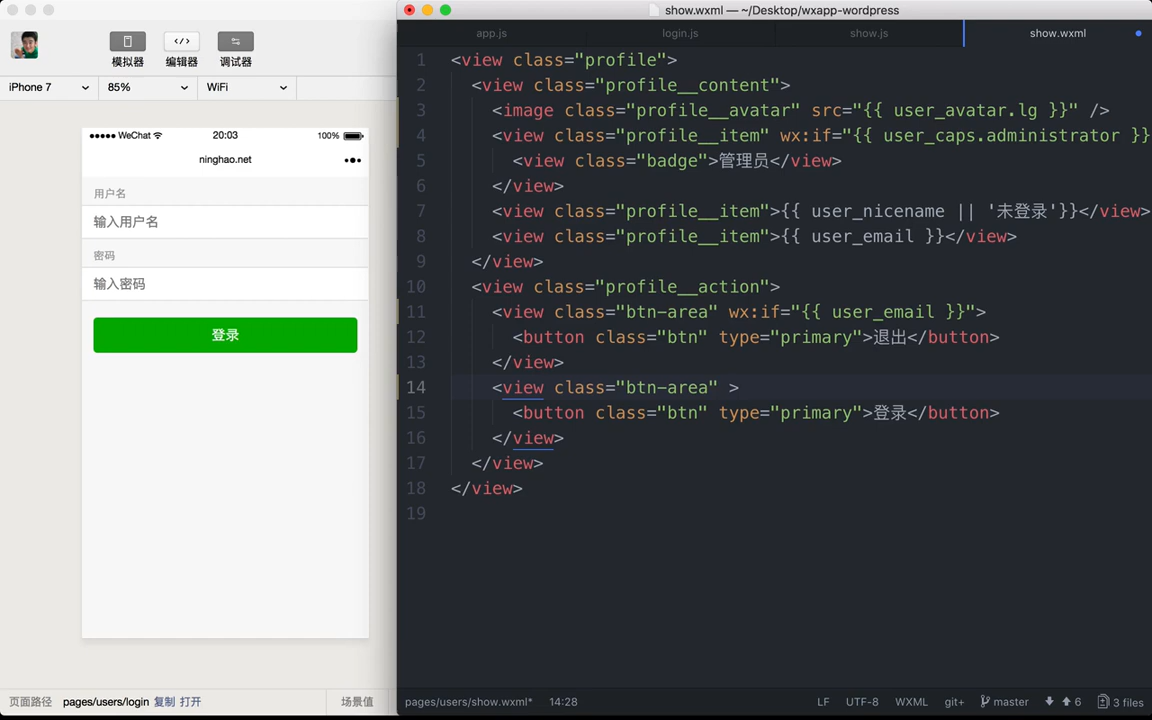 show.wxml — ~/Desktop/wxapp-wordpress
模拟器 编辑器 调试器
iPhone 7 85% WiFi
WeChat 20:03 100%
ninghao.net
用户名
输入用户名
密码
输入密码
登录
页面路径 pages/users/login 复制 打开 场景值
app.js login.js show.js show.wxml
1 <view class="profile">
2 <view class="profile__content">
3 <image class="profile__avatar" src="{{ user_avatar.lg }}" />
4 <view class="profile__item" wx:if="{{ user_caps.administrator }}
5 <view class="badge">管理员</view>
6 </view>
7 <view class="profile__item">{{ user_nicename || '未登录'}}</view>
8 <view class="profile__item">{{ user_email }}</view>
9 </view>
10 <view class="profile__action">
11 <view class="btn-area" wx:if="{{ user_email }}">
12 <button class="btn" type="primary">退出</button>
13 </view>
14 <view class="btn-area" >
15 <button class="btn" type="primary">登录</button>
16 </view>
17 </view>
18 </view>
19
pages/users/show.wxml* 14:28 LF UTF-8 WXML git+ master 6 3 files